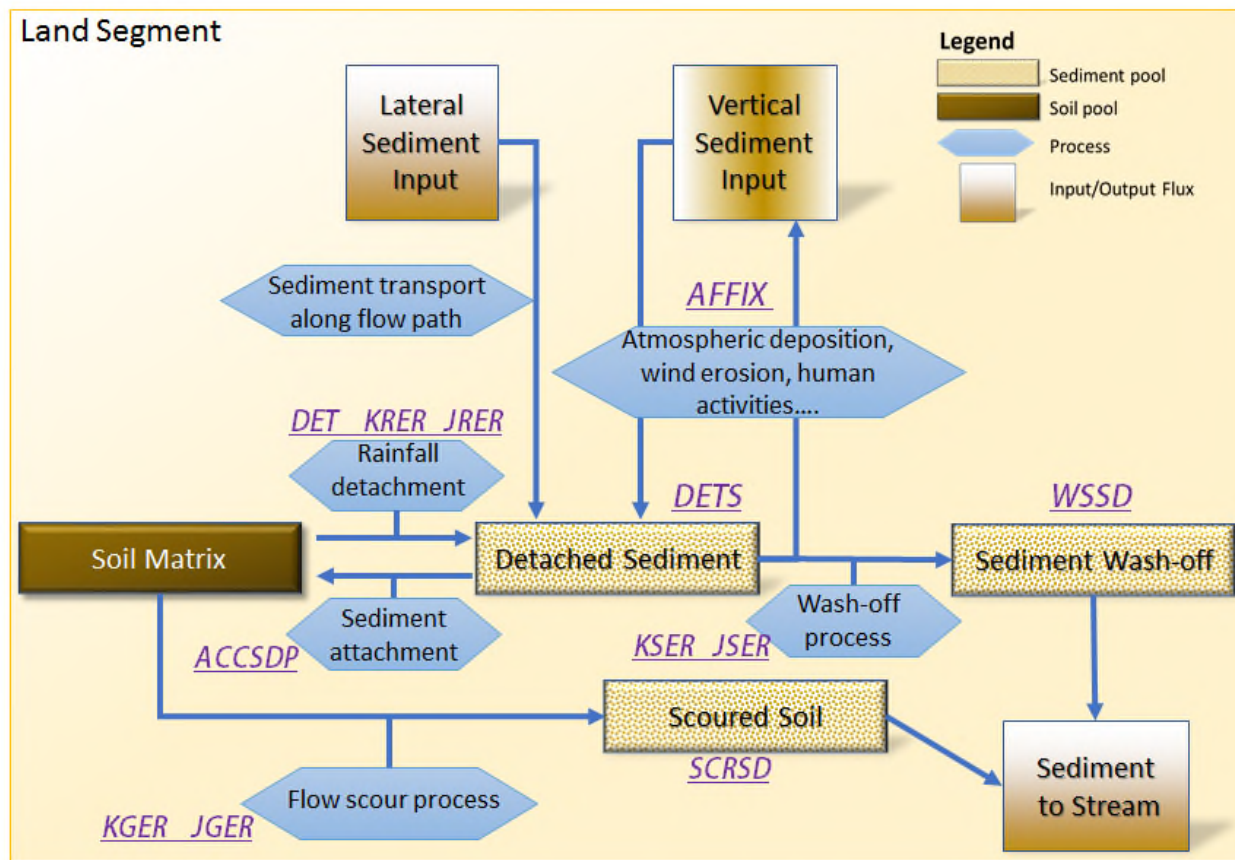 Land Segment
Legend
Sediment pool
Soil pool
Process
Input/Output Flux
Lateral
Sediment
Input
Vertical
Sediment
Input
Sediment transport
along flow path
AFFIX
Atmospheric deposition,
wind erosion, human
activities....
DET KRER JRER
Rainfall
detachment
DETS
WSSD
Soil Matrix
Detached Sediment
Sediment Wash-off
Sediment
attachment
ACCSDP
Wash-off
process
KSER JSER
Scoured Soil
SCRSD
Flow scour process
KGER JGER
Sediment
to Stream